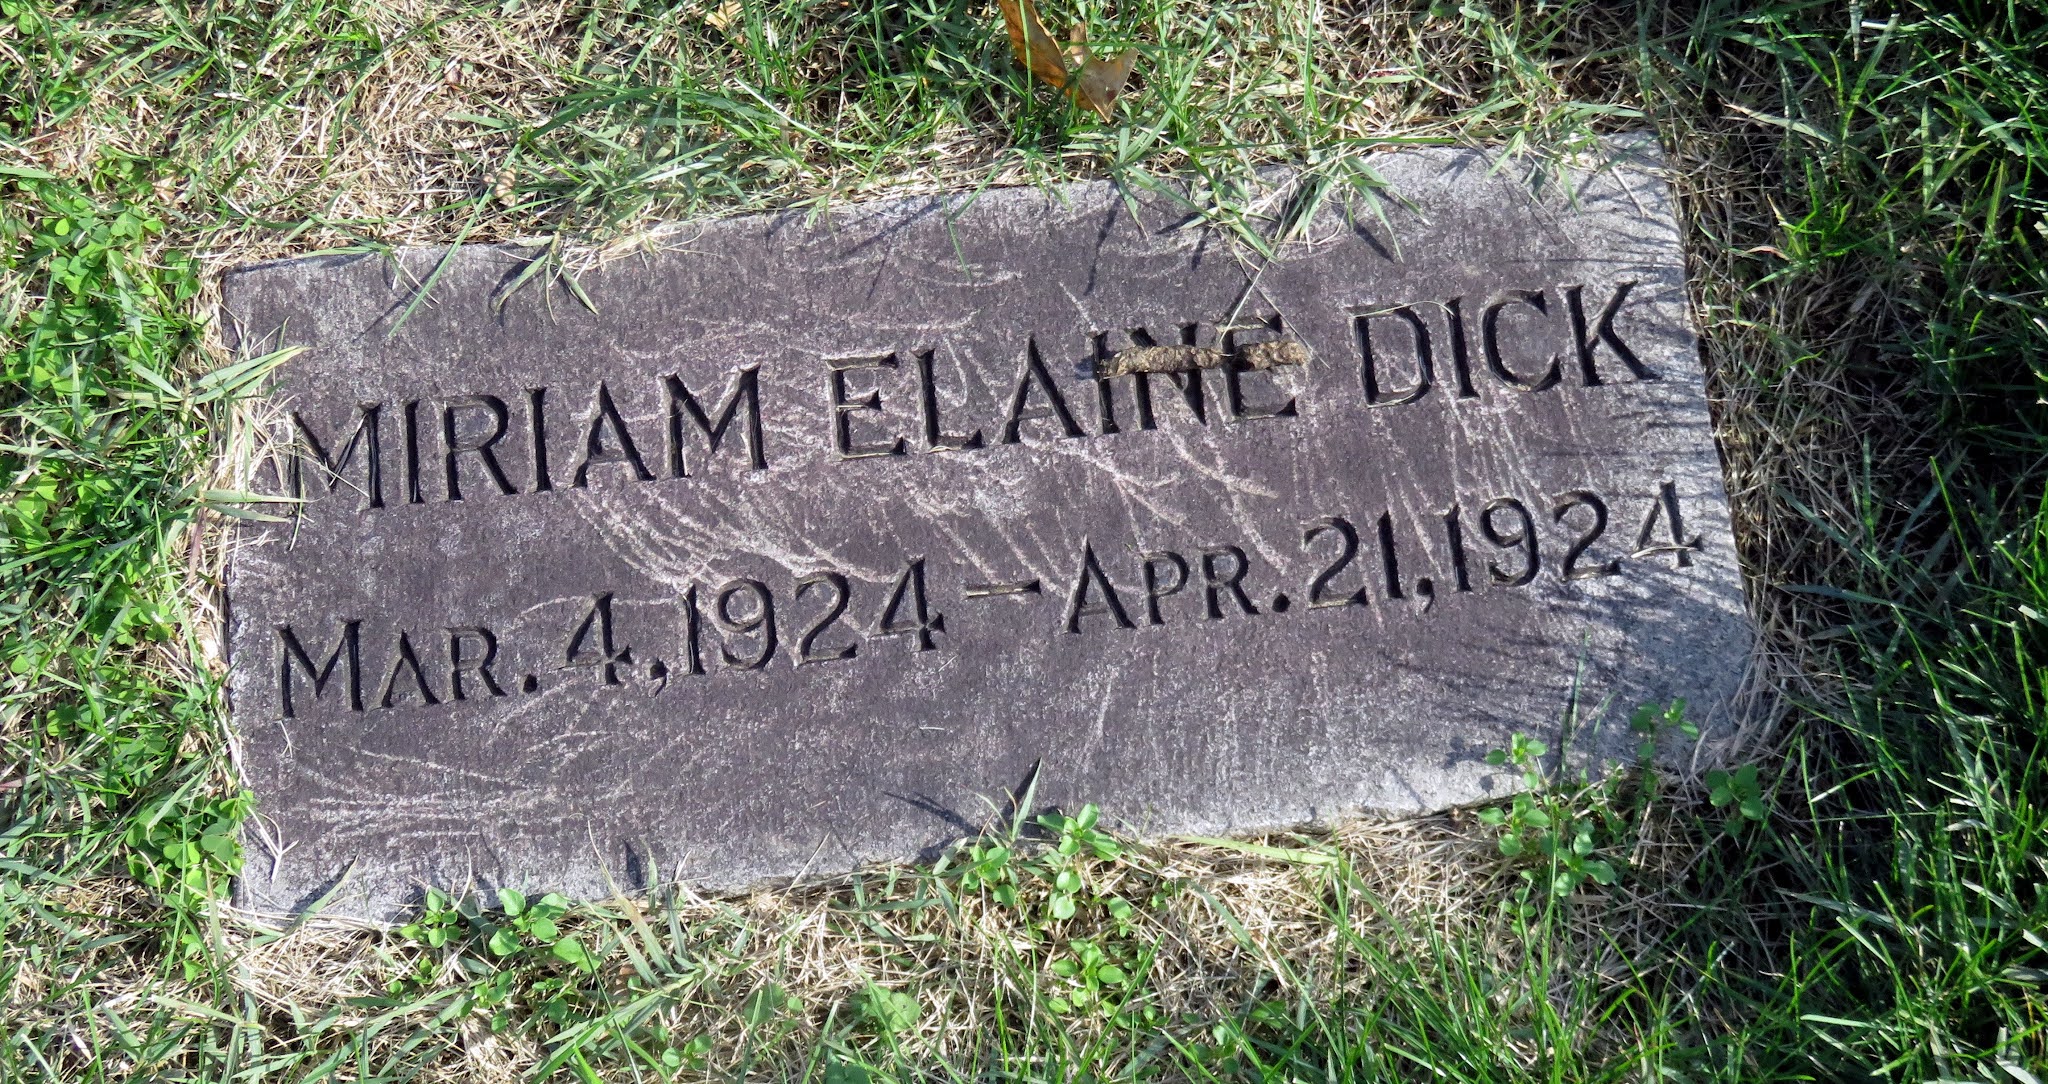 MIRIAM ELAINE DICK
MAR. 4, 1924 – APR. 21, 1924